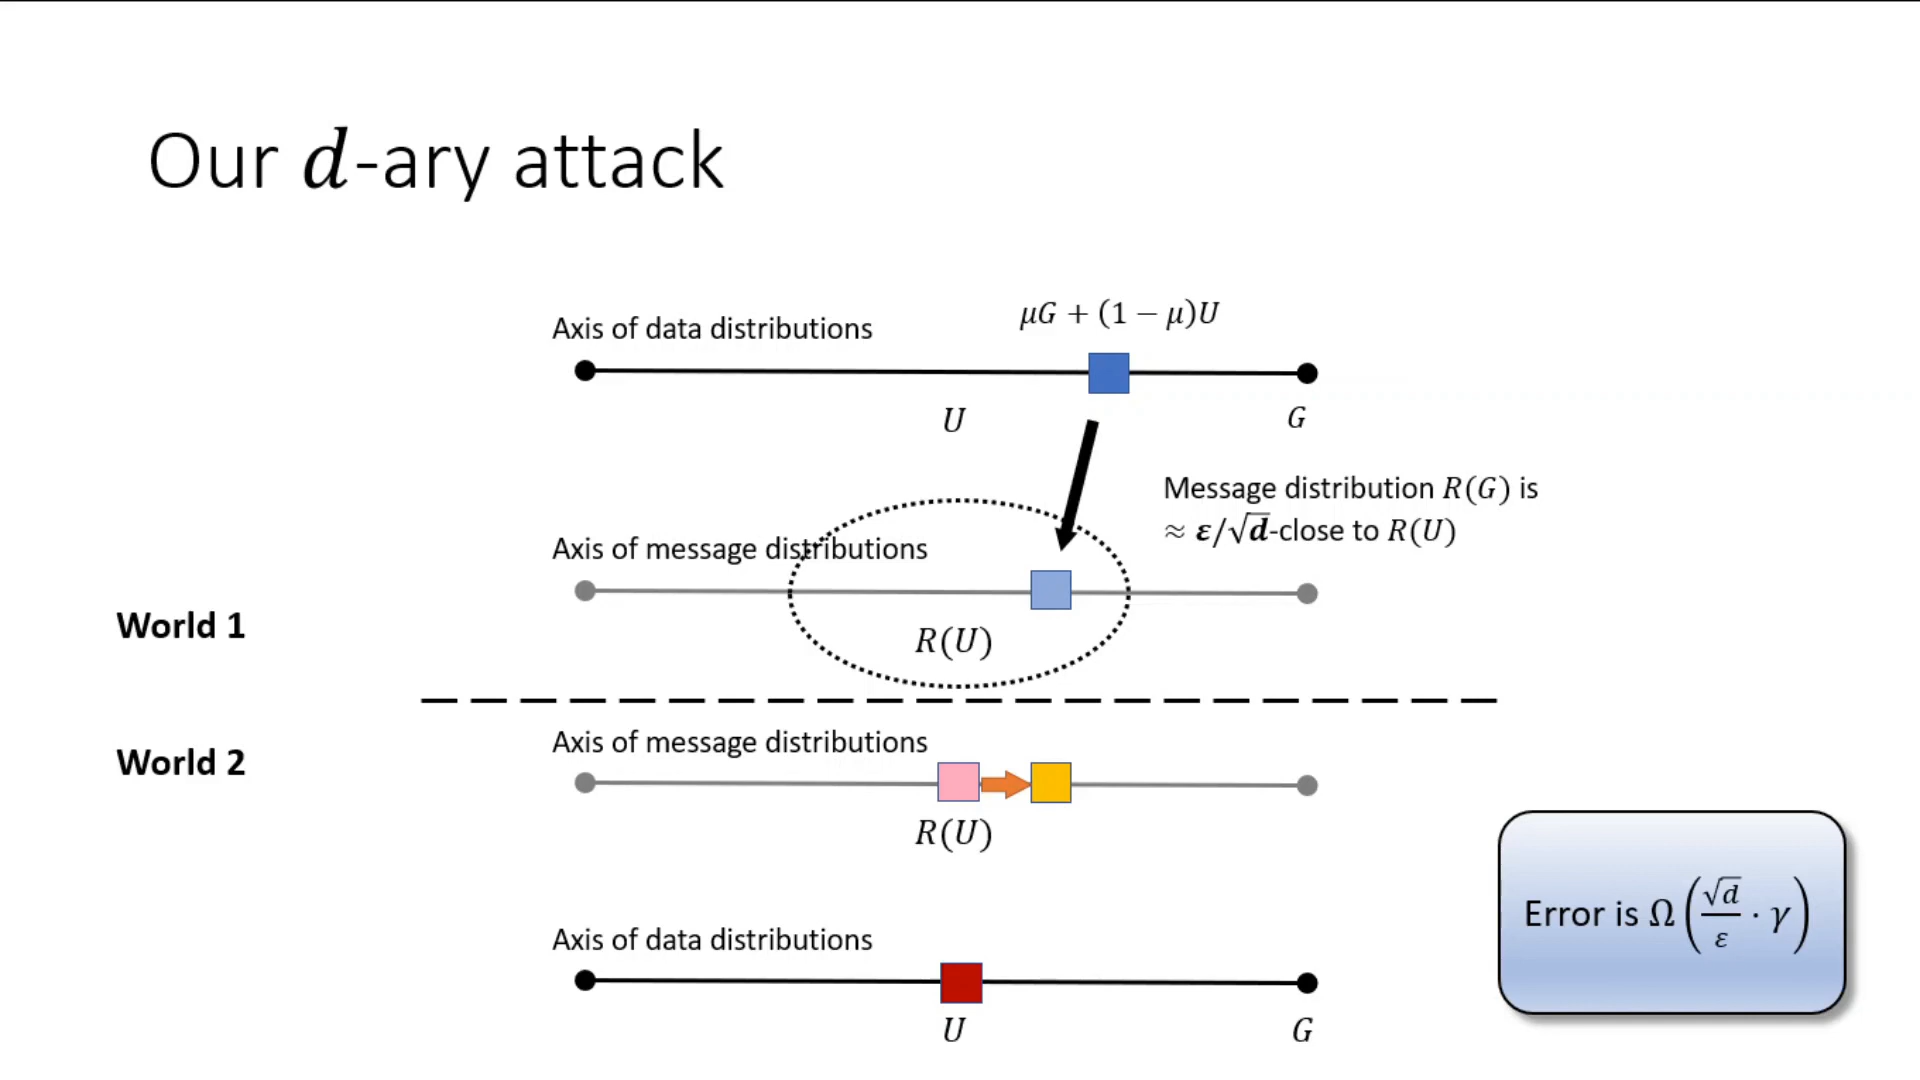 Our d-ary attack
μG + (1 − μ)U
Axis of data distributions
U
G
Message distribution R(G) is
≈ ε/√d-close to R(U)
Axis of message distributions
R(U)
World 1
Axis of message distributions
World 2
R(U)
Error is Ω(√d/ε · γ)
Axis of data distributions
U
G